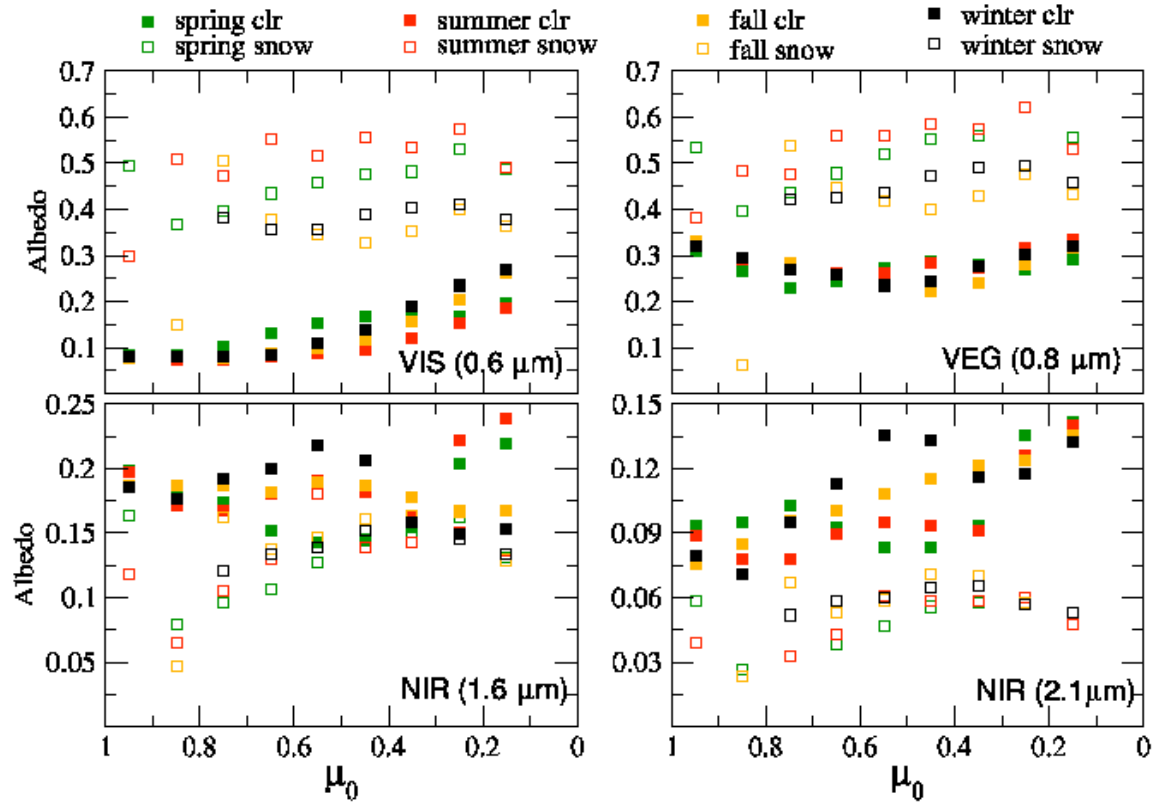 spring clr summer clr fall clr winter clr
spring snow summer snow fall snow winter snow
0.7 0.7
0.6 0.6
0.5 0.5
0.4 0.4
Albedo
0.3 0.3
0.2 0.2
0.1 0.1
VIS (0.6 μm) VEG (0.8 μm)
0.25 0.15
0.2 0.12
0.15 0.09
Albedo
0.1 0.06
0.05 0.03
NIR (1.6 μm) NIR (2.1μm)
1 0.8 0.6 0.4 0.2 0 1 0.8 0.6 0.4 0.2 0
μ0 μ0